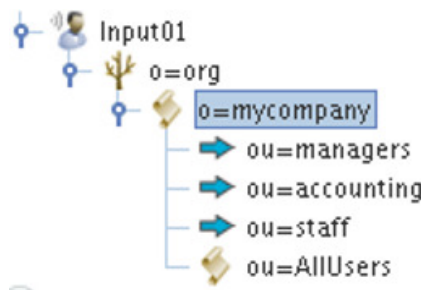 Input01
o=org
o=mycompany
ou=managers
ou=accounting
ou=staff
ou=AllUsers